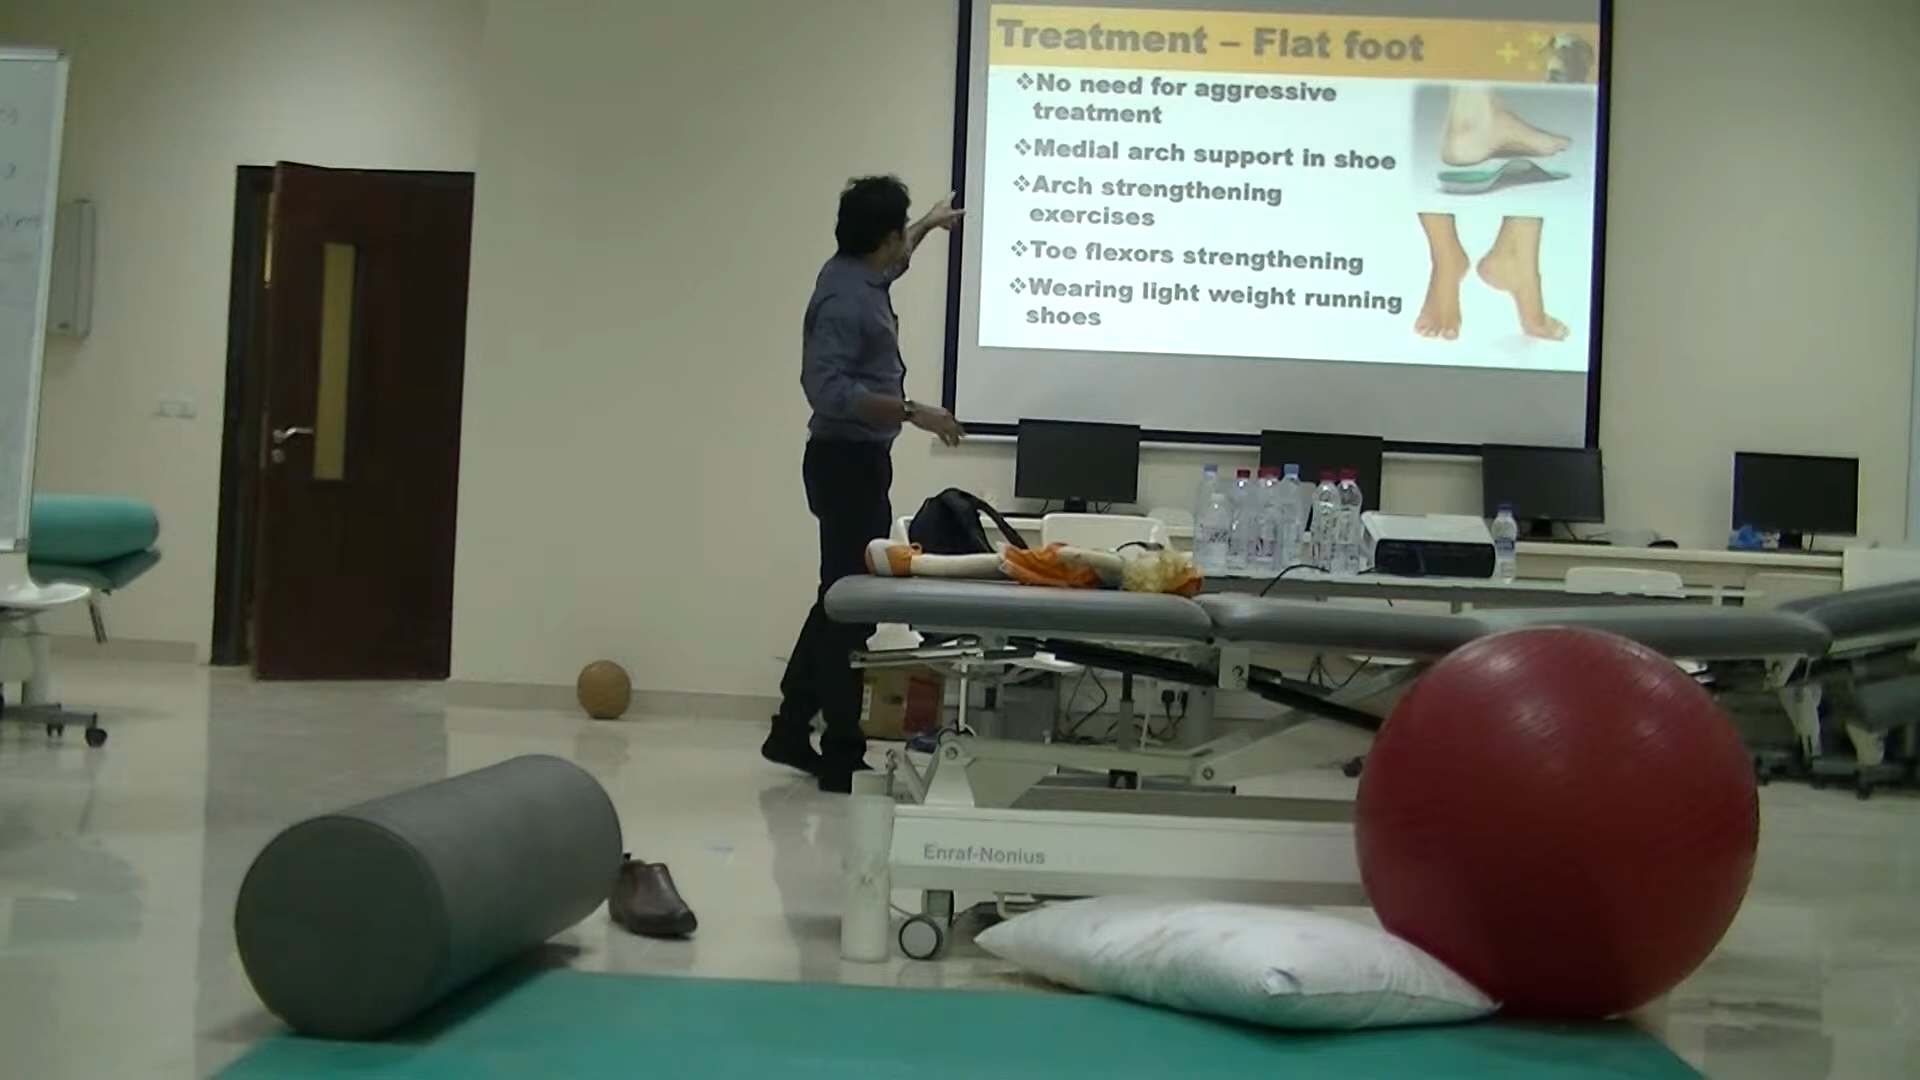 Treatment – Flat foot
❖No need for aggressive
treatment
❖Medial arch support in shoe
❖Arch strengthening
exercises
❖Toe flexors strengthening
❖Wearing light weight running
shoes
Enraf-Nonius